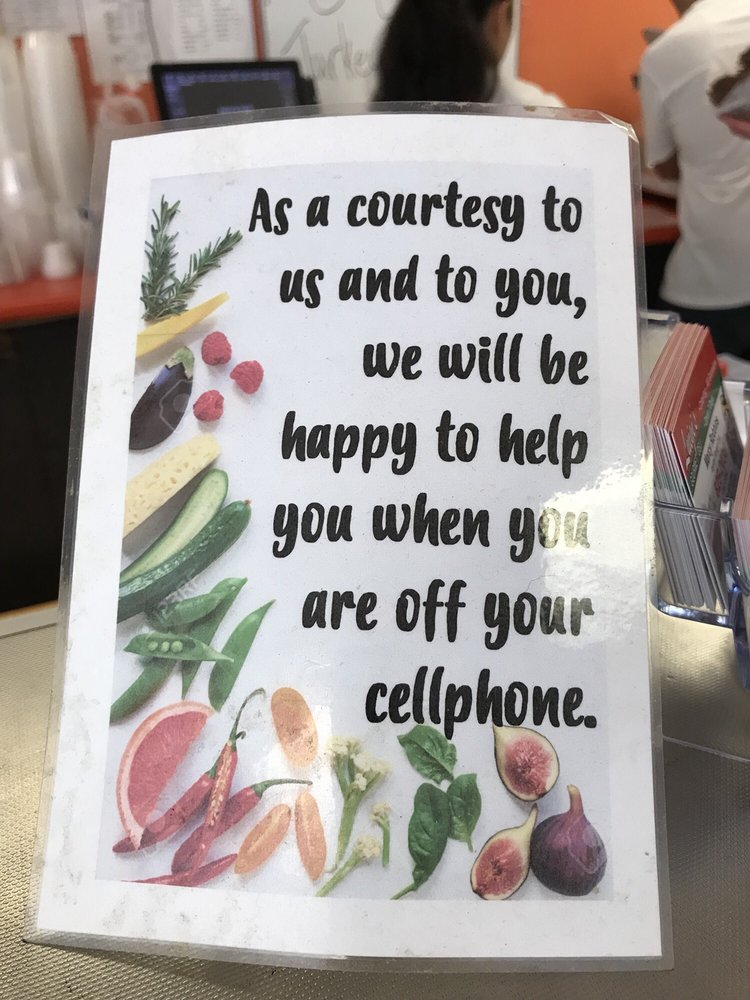 As a courtesy to
us and to you,
we will be
happy to help
you when you
are off your
cellphone.